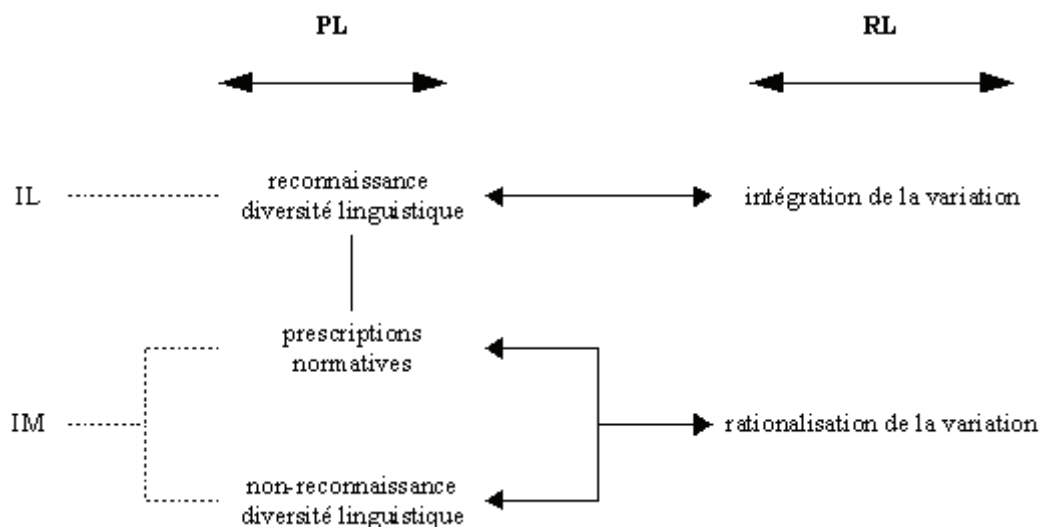 PL RL
IL reconnaissance
diversité linguistique intégration de la variation
prescriptions
normatives
IM rationalisation de la variation
non-reconnaissance
diversité linguistique